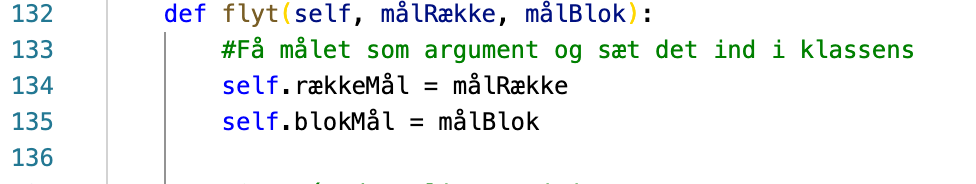 132 def flyt(self, målRække, målBlok):
133 #Få målet som argument og sæt det ind i klassens
134 self.rækkeMål = målRække
135 self.blokMål = målBlok
136